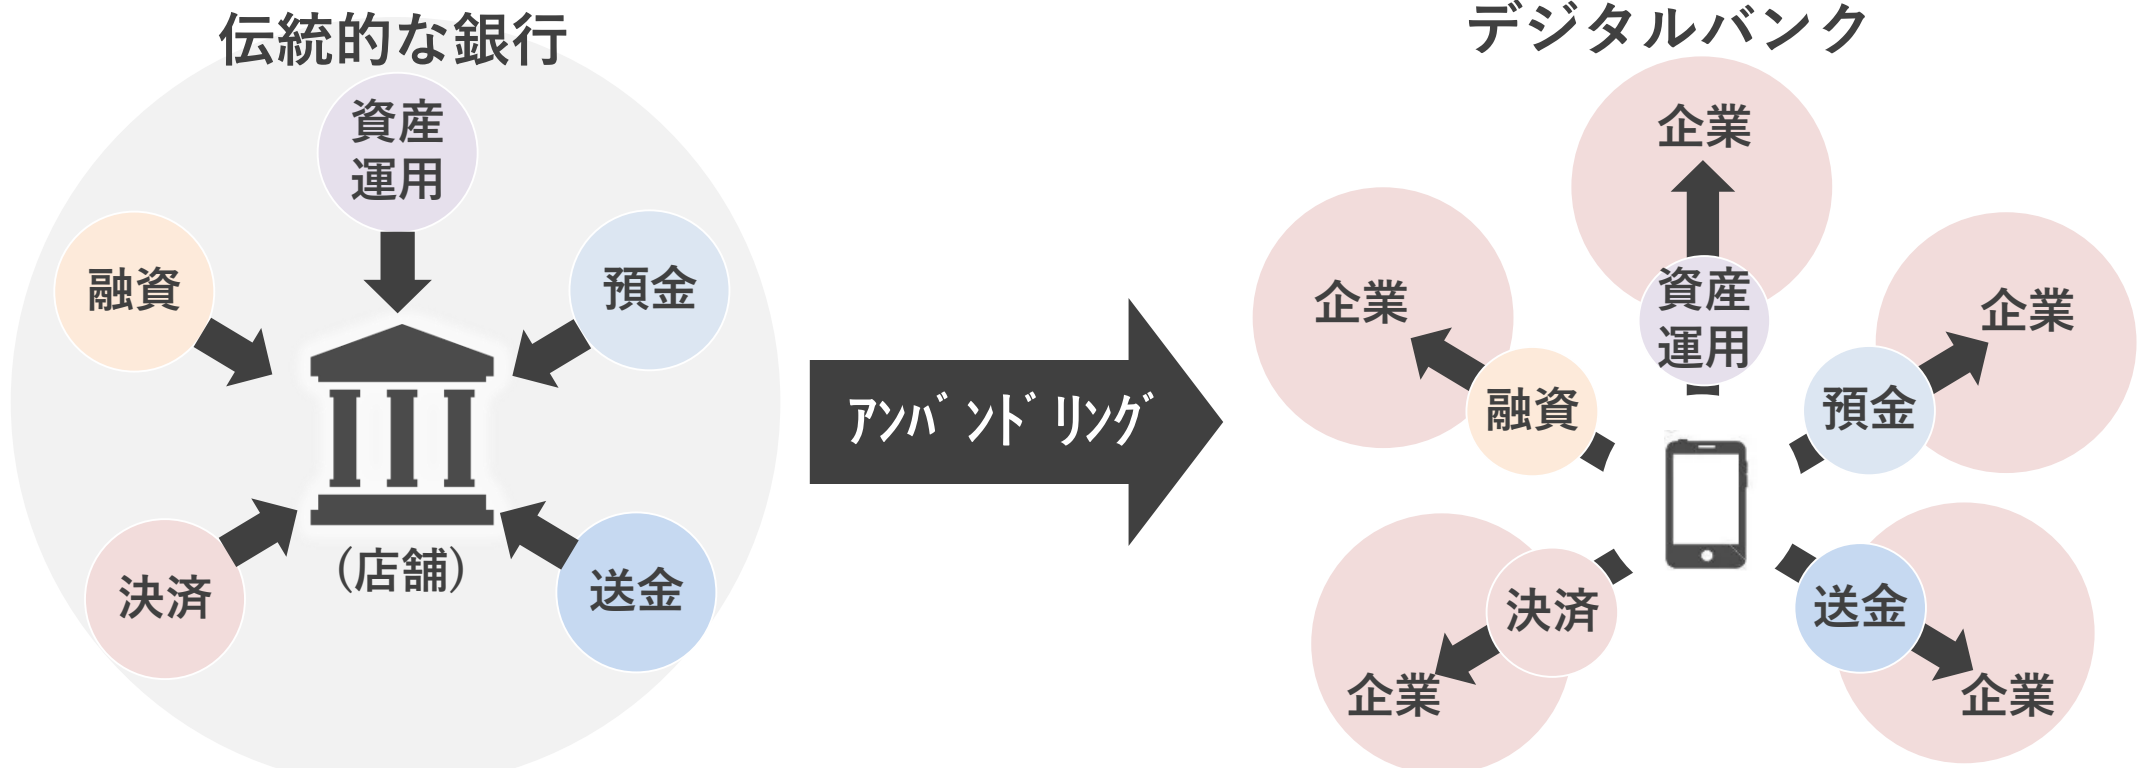 伝統的な銀行
資産
運用
融資
預金
決済
送金
(店舗)
ｱﾝﾊﾞﾝﾄﾞﾘﾝｸﾞ
デジタルバンク
企業
企業
企業
資産
運用
融資
預金
決済
送金
企業
企業